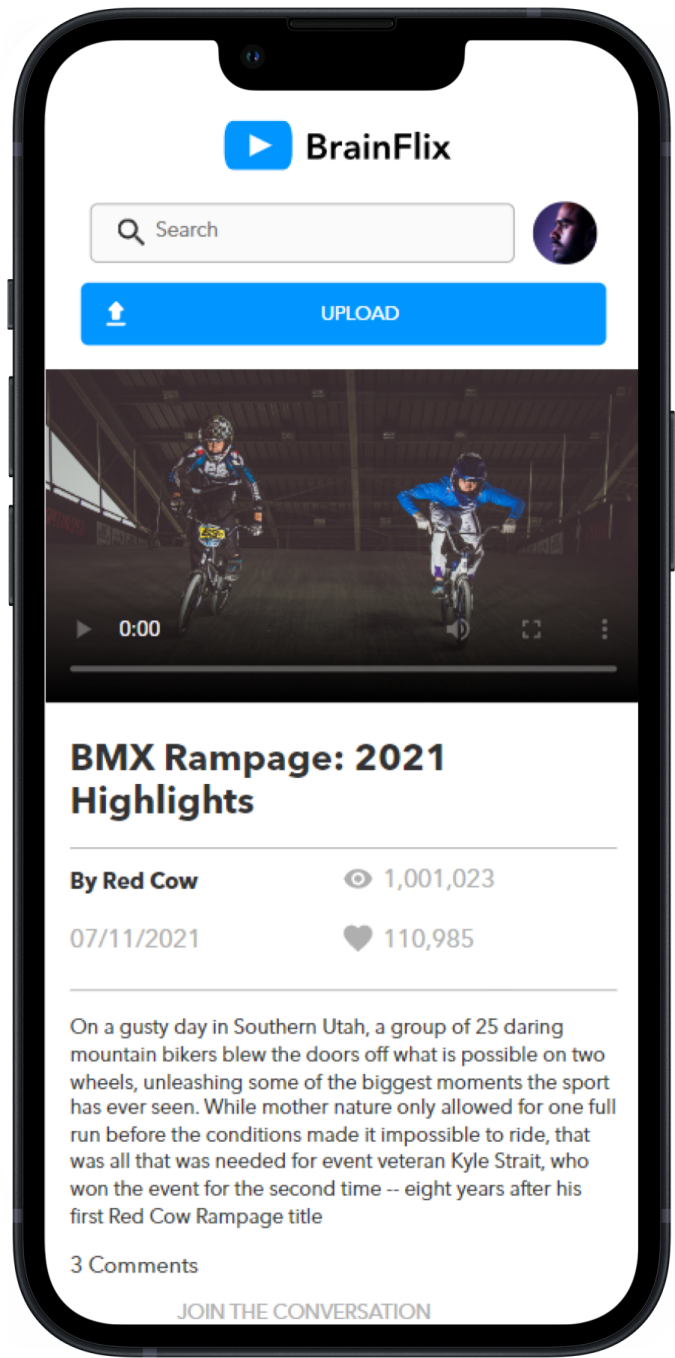 BrainFlix
Search
UPLOAD
0:00
BMX Rampage: 2021
Highlights
By Red Cow
1,001,023
07/11/2021
110,985
On a gusty day in Southern Utah, a group of 25 daring
mountain bikers blew the doors off what is possible on two
wheels, unleashing some of the biggest moments the sport
has ever seen. While mother nature only allowed for one full
run before the conditions made it impossible to ride, that
was all that was needed for event veteran Kyle Strait, who
won the event for the second time -- eight years after his
first Red Cow Rampage title
3 Comments
JOIN THE CONVERSATION